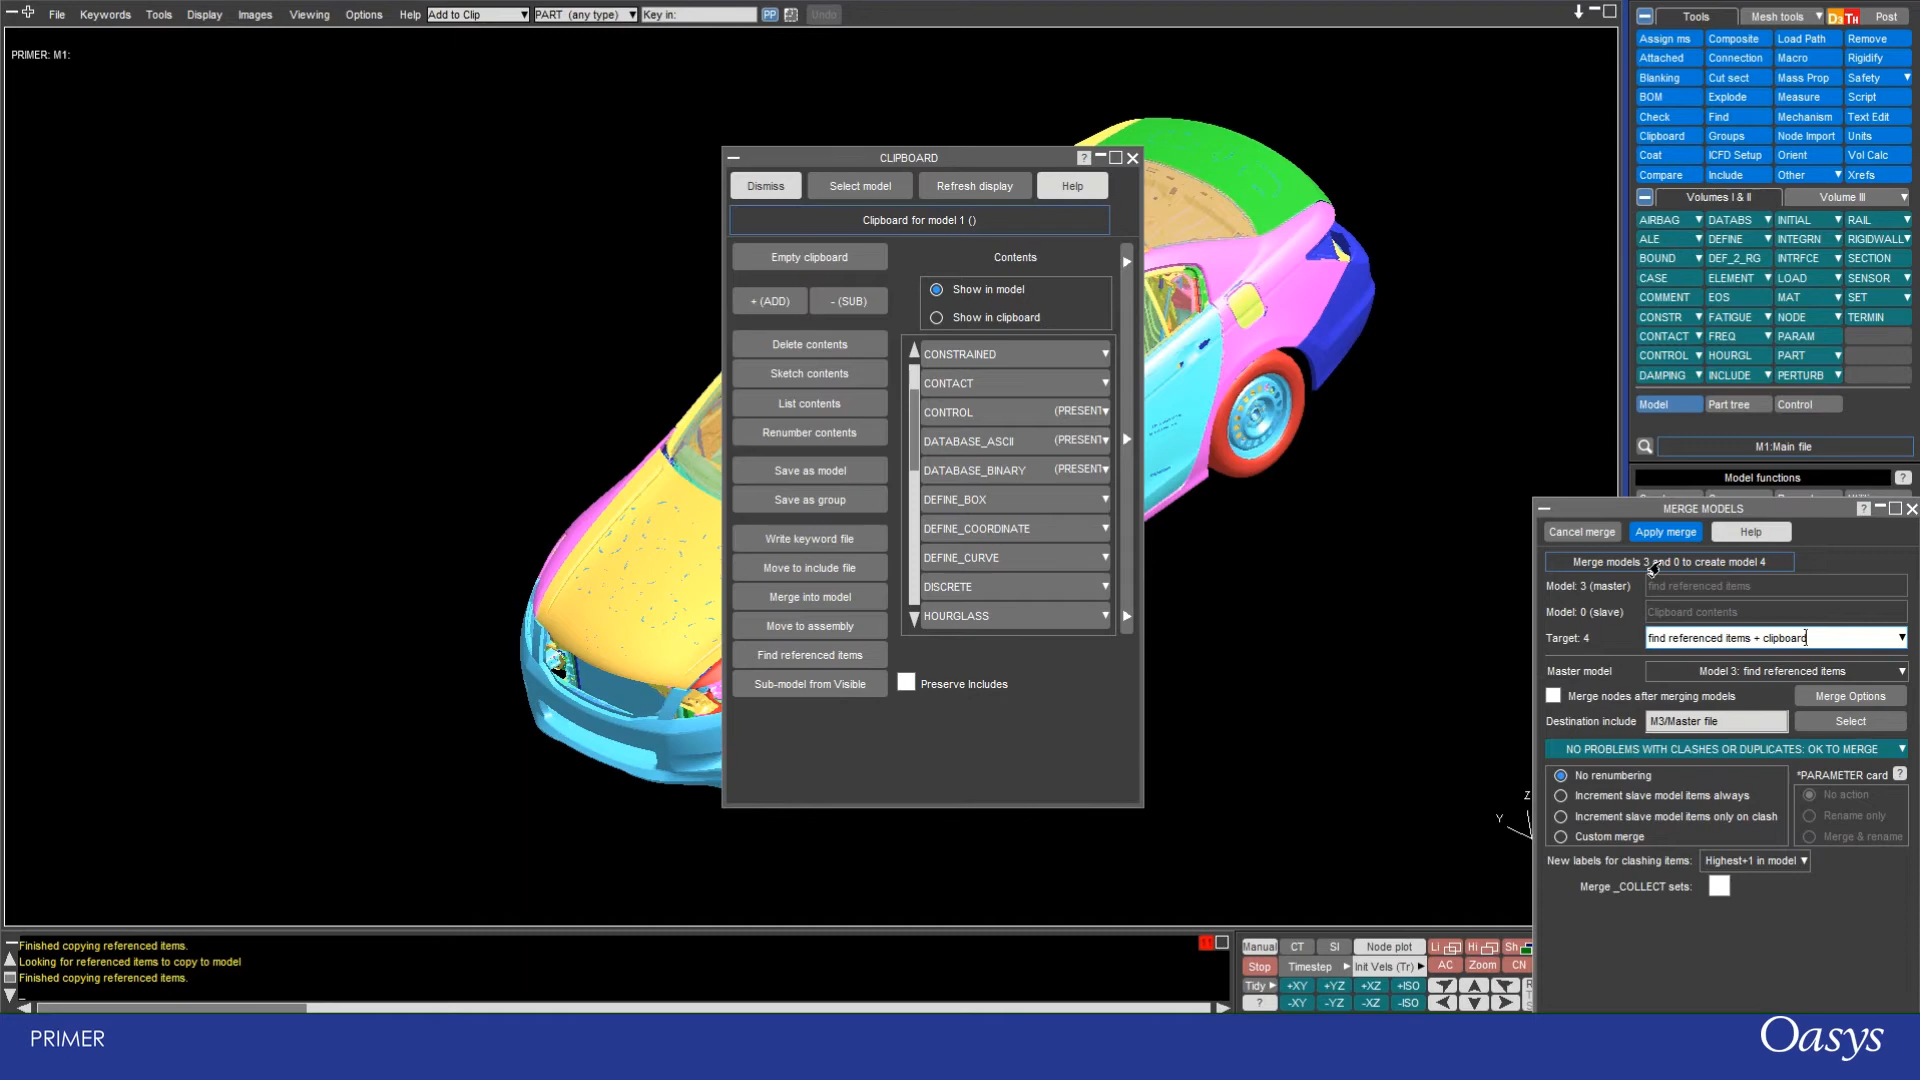 File Keywords Tools Display Images Viewing Options Help Add to Clip PART (any type) Key in: PP Undo
PRIMER: M1:
CLIPBOARD ?
Dismiss Select model Refresh display Help
Clipboard for model 1 ()
Empty clipboard
+ (ADD) - (SUB)
Delete contents
Sketch contents
List contents
Renumber contents
Save as model
Save as group
Write keyword file
Move to include file
Merge into model
Move to assembly
Find referenced items
Sub-model from Visible
Contents
Show in model
Show in clipboard
CONSTRAINED
CONTACT
CONTROL (PRESENT
DATABASE_ASCII (PRESENT
DATABASE_BINARY (PRESENT
DEFINE_BOX
DEFINE_COORDINATE
DEFINE_CURVE
DISCRETE
HOURGLASS
Preserve Includes
Tools Mesh tools D3 TH Post
Assign ms Composite Load Path Remove
Attached Connection Macro Rigidify
Blanking Cut sect Mass Prop Safety
BOM Explode Measure Script
Check Find Mechanism Text Edit
Clipboard Groups Node Import Units
Coat ICFD Setup Orient Vol Calc
Compare Include Other Xrefs
Volumes I & II Volume III
AIRBAG DATABS INITIAL RAIL
ALE DEFINE INTEGRN RIGIDWALL
BOUND DEF_2_RG INTRFCE SECTION
CASE ELEMENT LOAD SENSOR
COMMENT EOS MAT SET
CONSTR FATIGUE NODE TERMIN
CONTACT FREQ PARAM
CONTROL HOURGL PART
DAMPING INCLUDE PERTURB
Model Part tree Control
M1:Main file
Model functions ?
MERGE MODELS ?
Cancel merge Apply merge Help
Merge models 3 and 0 to create model 4
Model: 3 (master) find referenced items
Model: 0 (slave) Clipboard contents
Target: 4 find referenced items + clipboard
Master model Model 3: find referenced items
Merge nodes after merging models Merge Options
Destination include M3/Master file Select
NO PROBLEMS WITH CLASHES OR DUPLICATES: OK TO MERGE
No renumbering
Increment slave model items always
Increment slave model items only on clash
Custom merge
*PARAMETER card ?
No action
Rename only
Merge & rename
New labels for clashing items: Highest+1 in model
Merge _COLLECT sets:
Z
Y
Finished copying referenced items.
Looking for referenced items to copy to model
Finished copying referenced items.
Manual CT SI Node plot Li Hi Sh
Stop Timestep Init Vels (Tr) AC Zoom CN
Tidy +XY +YZ +XZ +ISO
? -XY -YZ -XZ -ISO
PRIMER
Oasys